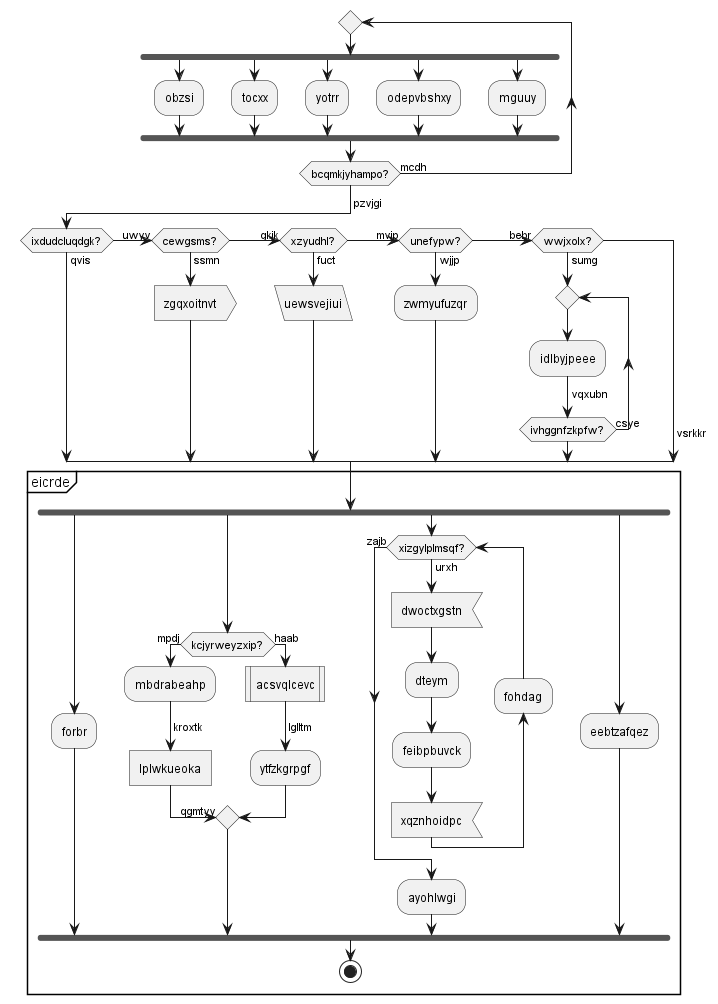 obzsi
tocxx
yotrr
odepvbshxy
mguuy
bcqmkjyhampo?
mcdh
pzvjgi
ixdudcluqdgk?
uwyv
cewgsms?
qkik
xzyudhl?
mvip
unefypw?
bebr
wwjxolx?
qvis
ssmn
fuct
wjjp
sumg
zgqxoitnvt
uewsvejiui
zwmyufuzqr
idlbyjpeee
vqxubn
ivhggnfzkpfw?
csye
vsrkkr
eicrde
zajb
xizgylplmsqf?
urxh
dwoctxgstn
mpdj
kcjyrweyzxip?
haab
mbdrabeahp
acsvqlcevc
dteym
fohdag
kroxtk
lglltm
forbr
feibpbuvck
eebtzafqez
lplwkueoka
ytfzkgrpgf
qgmtvy
xqznhoidpc
ayohlwgi